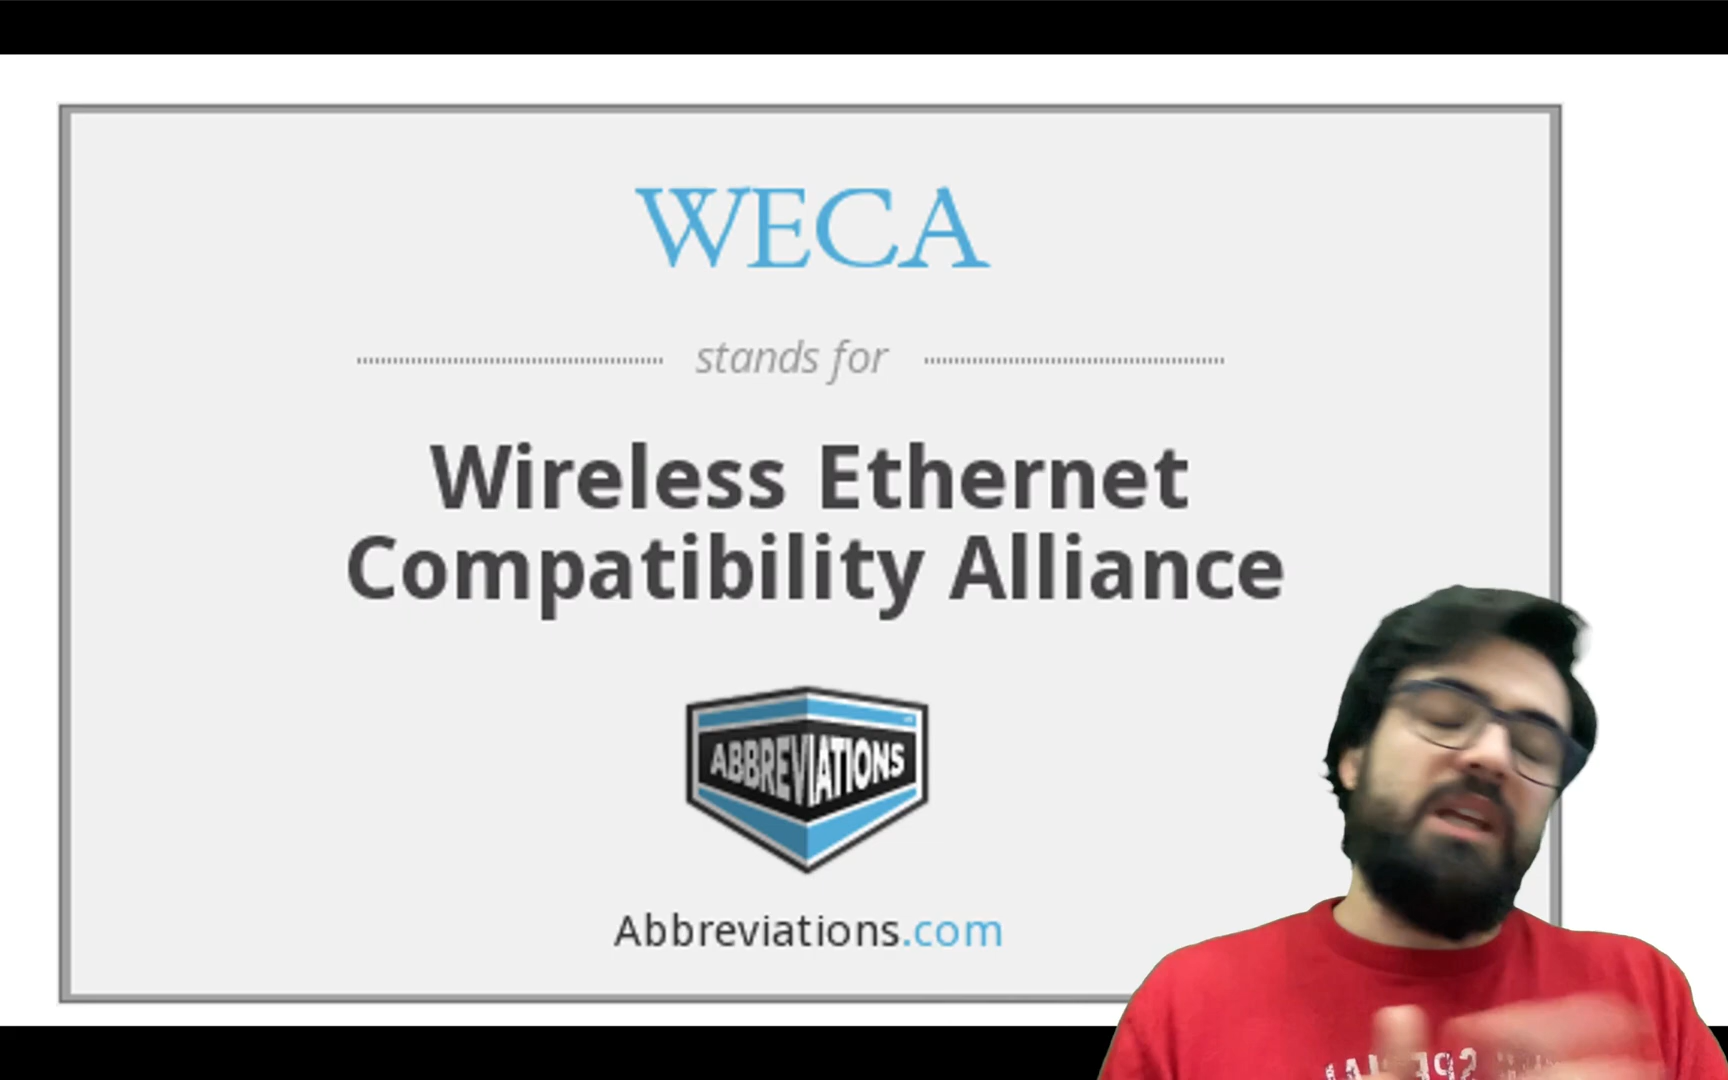 WECA
stands for
Wireless Ethernet
Compatibility Alliance
ABBREVIATIONS
Abbreviations.com